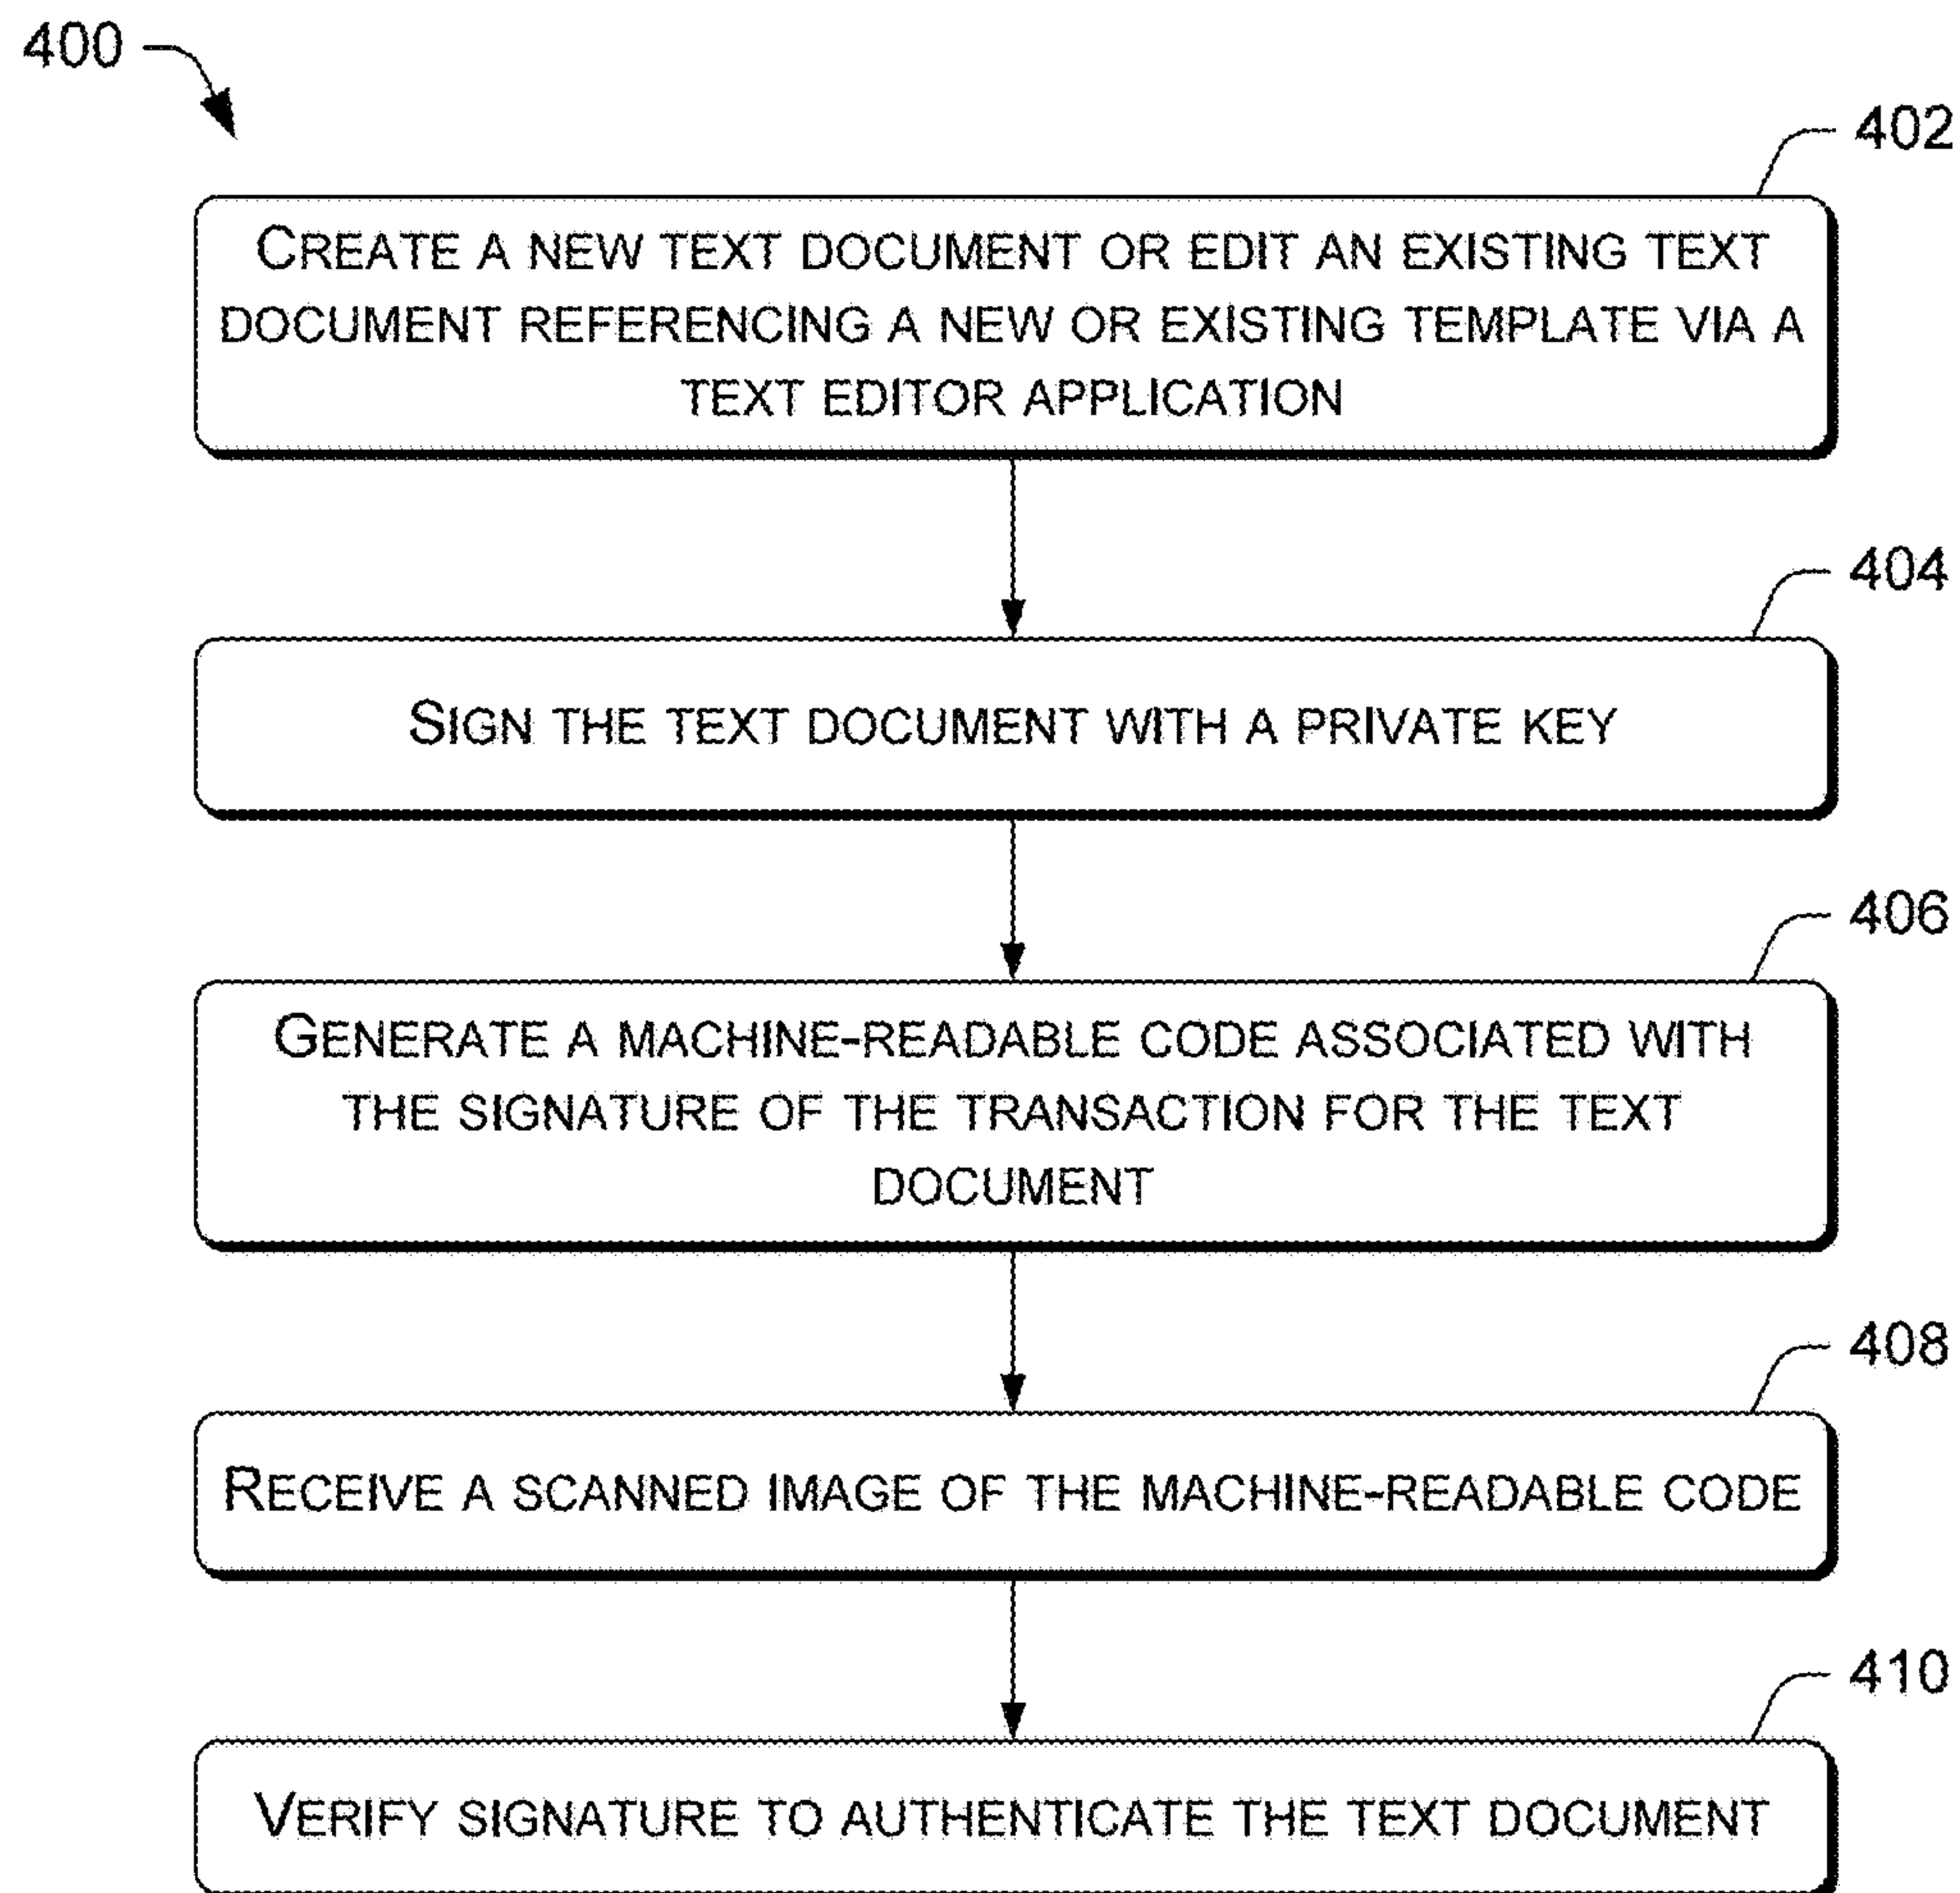 400
402
CREATE A NEW TEXT DOCUMENT OR EDIT AN EXISTING TEXT
DOCUMENT REFERENCING A NEW OR EXISTING TEMPLATE VIA A
TEXT EDITOR APPLICATION
404
SIGN THE TEXT DOCUMENT WITH A PRIVATE KEY
406
GENERATE A MACHINE-READABLE CODE ASSOCIATED WITH
THE SIGNATURE OF THE TRANSACTION FOR THE TEXT
DOCUMENT
408
RECEIVE A SCANNED IMAGE OF THE MACHINE-READABLE CODE
410
VERIFY SIGNATURE TO AUTHENTICATE THE TEXT DOCUMENT